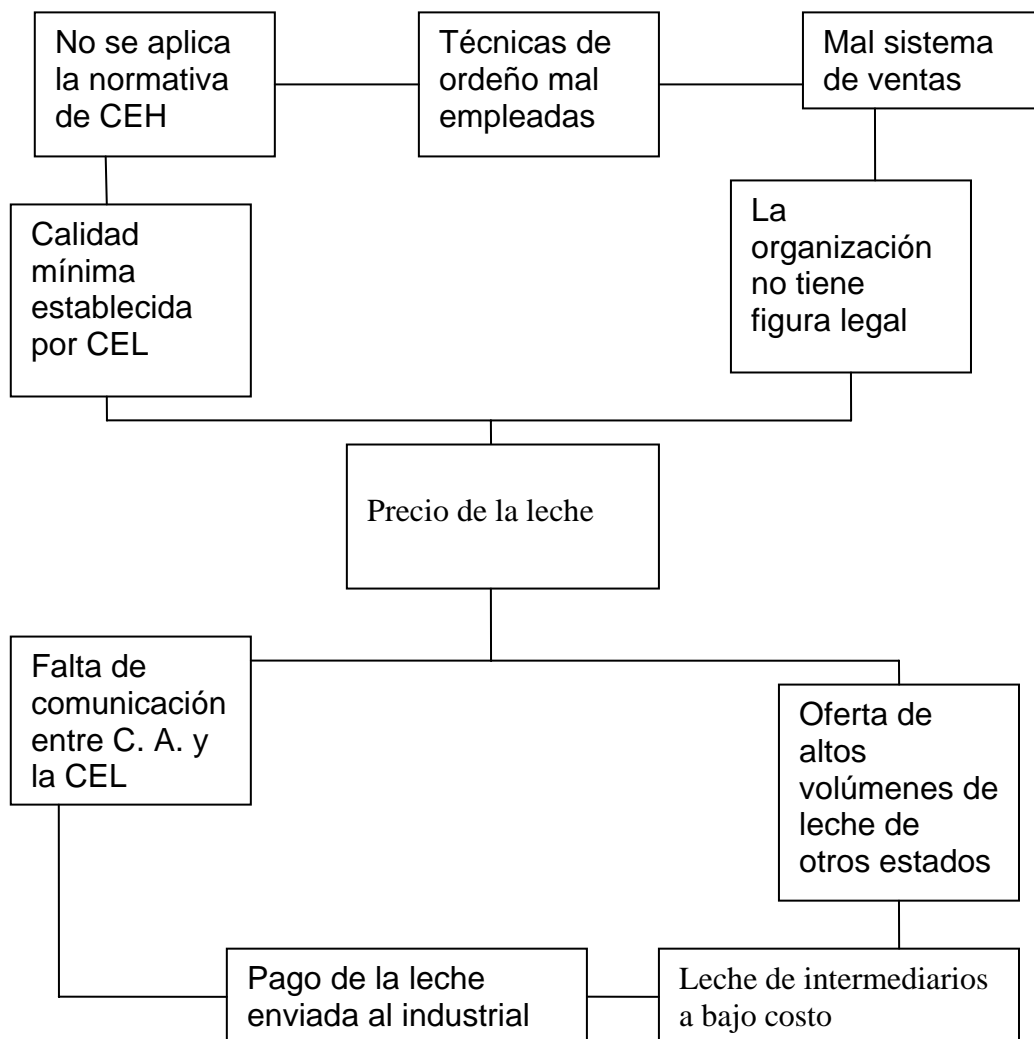 No se aplica
la normativa
de CEH
Técnicas de
ordeño mal
empleadas
Mal sistema
de ventas
Calidad
mínima
establecida
por CEL
La
organización
no tiene
figura legal
Precio de la leche
Falta de
comunicación
entre C. A. y
la CEL
Oferta de
altos
volúmenes de
leche de
otros estados
Pago de la leche
enviada al industrial
Leche de intermediarios
a bajo costo